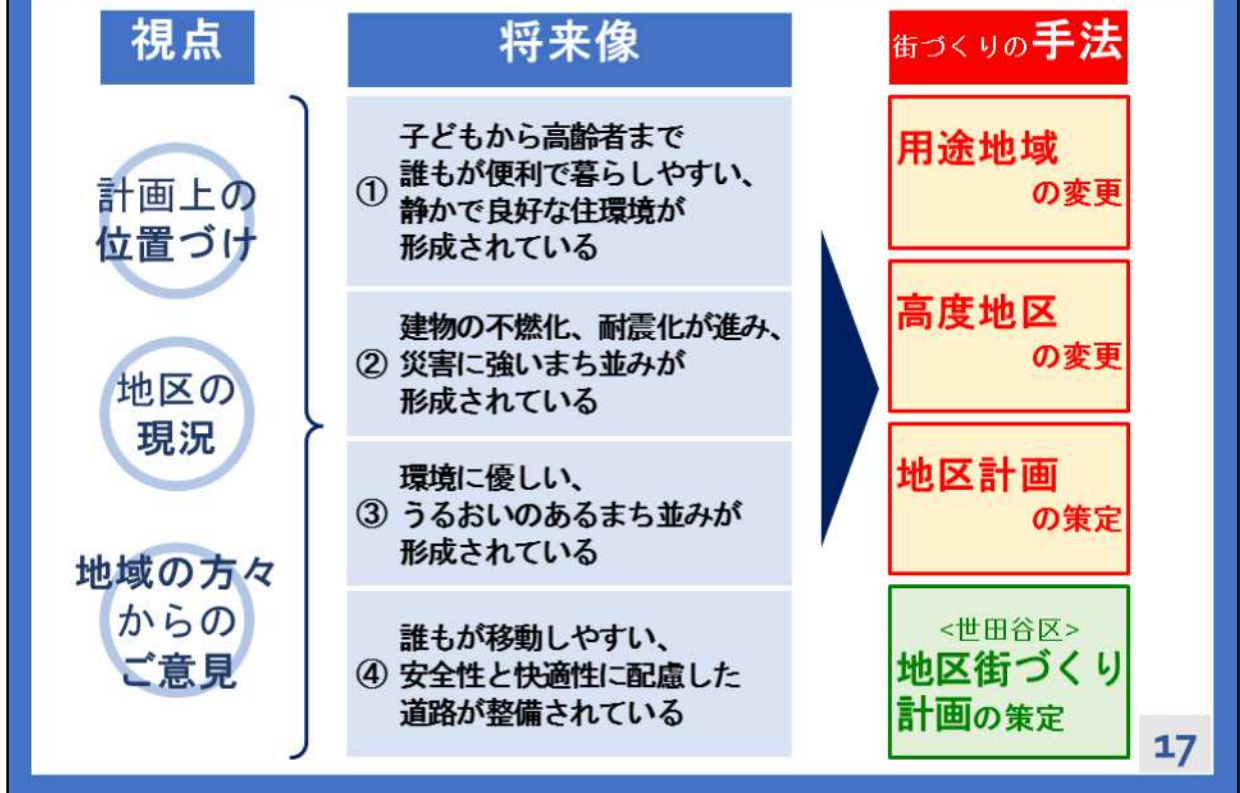 視点
計画上の
位置づけ
地区の
現況
地域の方々
からの
ご意見
将来像
①
子どもから高齢者まで
誰もが便利で暮らしやすい、
静かで良好な住環境が
形成されている
②
建物の不燃化、耐震化が進み、
災害に強いまち並みが
形成されている
③
環境に優しい、
うるおいのあるまち並みが
形成されている
④
誰もが移動しやすい、
安全性と快適性に配慮した
道路が整備されている
街づくりの手法
用途地域
の変更
高度地区
の変更
地区計画
の策定
<世田谷区>
地区街づくり
計画の策定
17